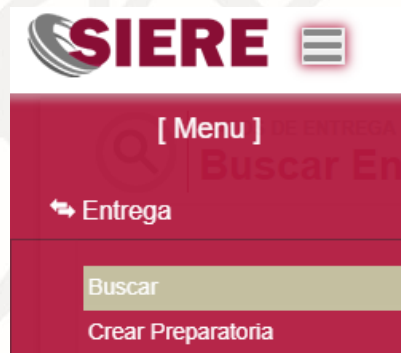 SIERE
[ Menu ]
DE ENTREGA
Buscar En
Entrega
Buscar
Crear Preparatoria